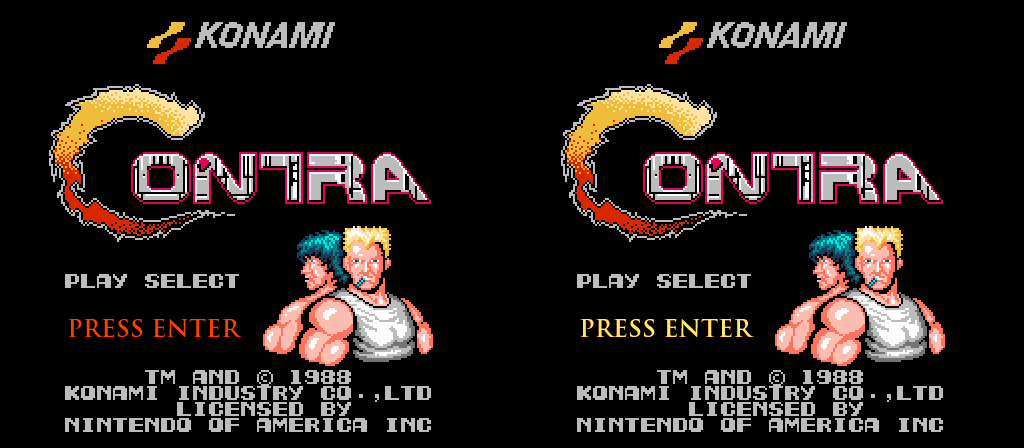 KONAMI
CONTRA
PLAY SELECT
PRESS ENTER
TM AND © 1988
KONAMI INDUSTRY CO.,LTD
LICENSED BY
NINTENDO OF AMERICA INC
KONAMI
CONTRA
PLAY SELECT
PRESS ENTER
TM AND © 1988
KONAMI INDUSTRY CO.,LTD
LICENSED BY
NINTENDO OF AMERICA INC